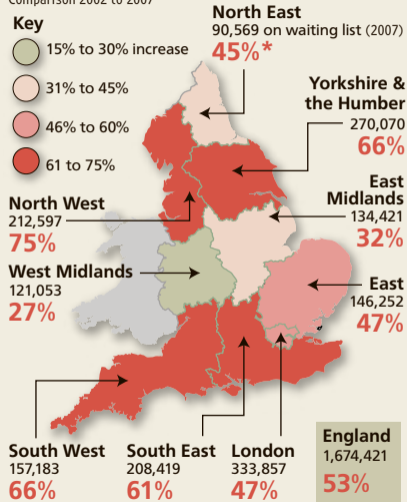 Comparison 2002 to 2007
Key
15% to 30% increase
31% to 45%
46% to 60%
61 to 75%
North East
90,569 on waiting list (2007)
45%*
Yorkshire &
the Humber
270,070
66%
East
Midlands
134,421
32%
North West
212,597
75%
West Midlands
121,053
27%
East
146,252
47%
South West
157,183
66%
South East
208,419
61%
London
333,857
47%
England
1,674,421
53%